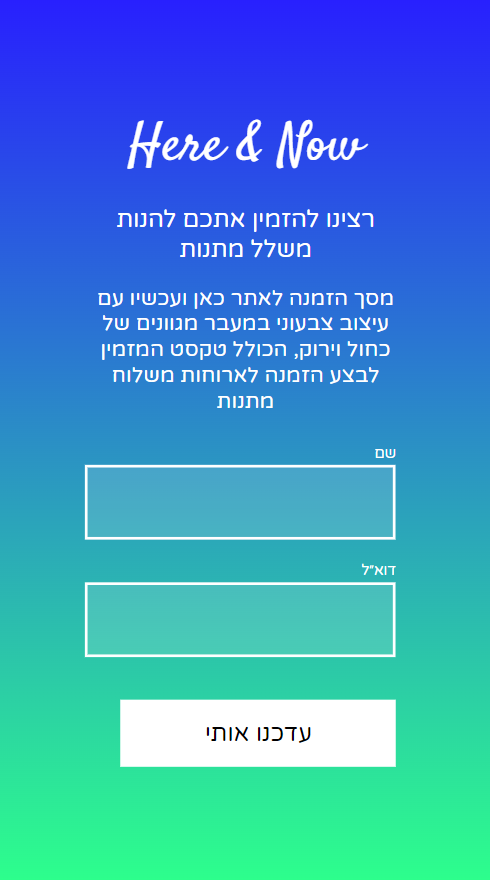 Here & Now
רצינו להזמין אתכם להנות
משלל מתנות
מסך הזמנה לאתר כאן ועכשיו עם
עיצוב צבעוני במעבר מגוונים של
כחול וירוק, הכולל טקסט המזמין
לבצע הזמנה לארוחות משלוח
מתנות
שם
דוא״ל
עדכנו אותי